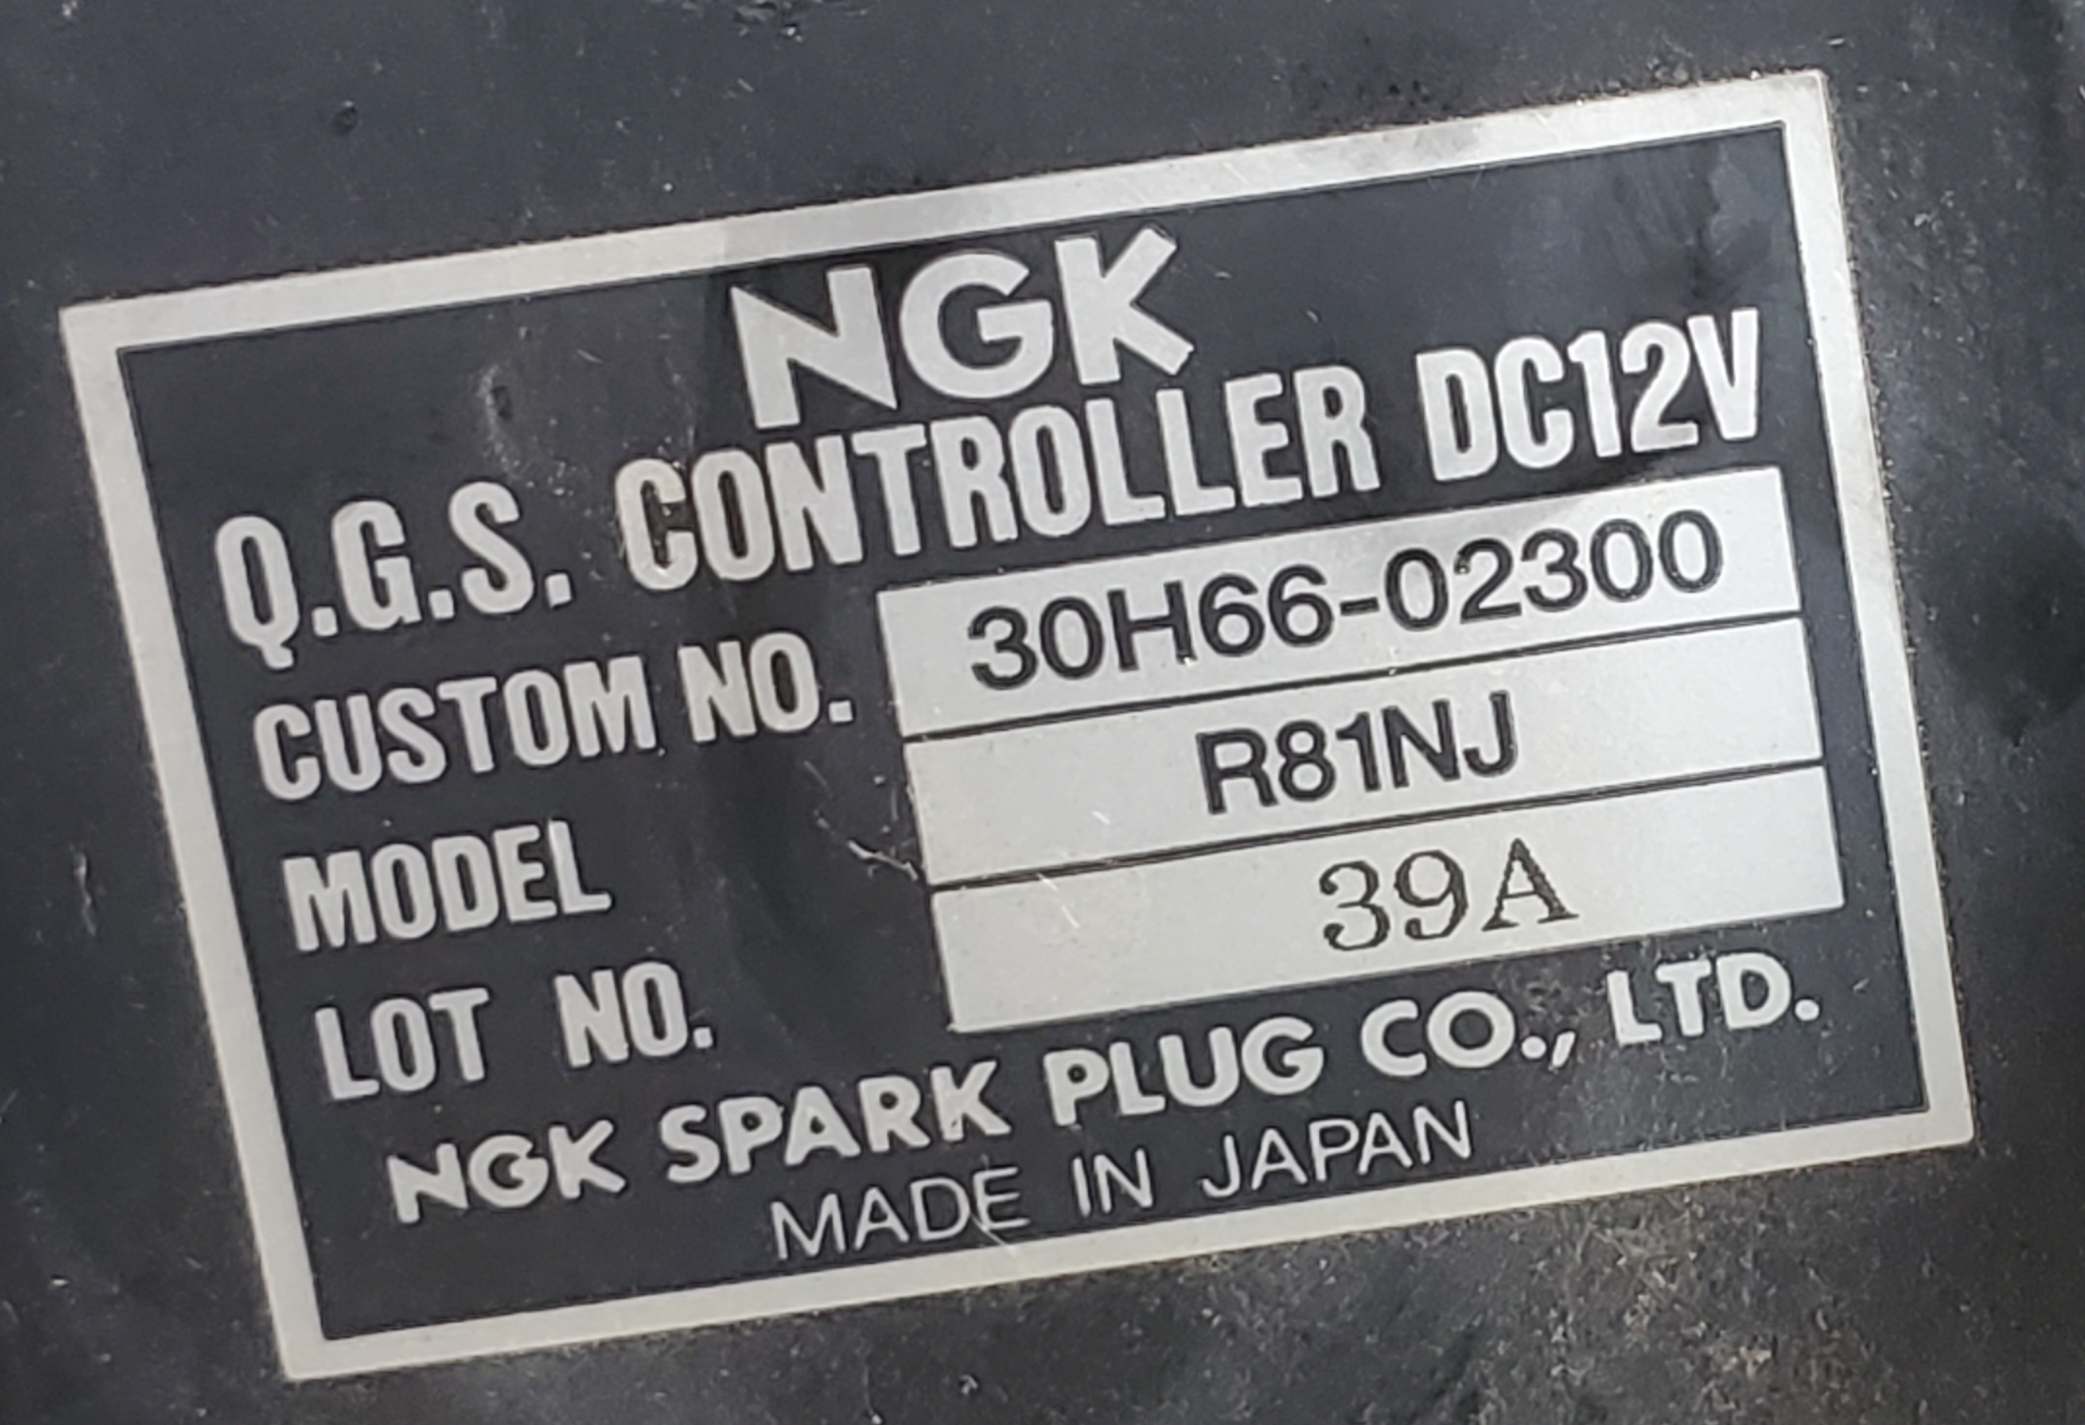 NGK
Q.G.S. CONTROLLER DC12V
CUSTOM NO. 30H66-02300
MODEL R81NJ
LOT NO. 39A
NGK SPARK PLUG CO., LTD.
MADE IN JAPAN